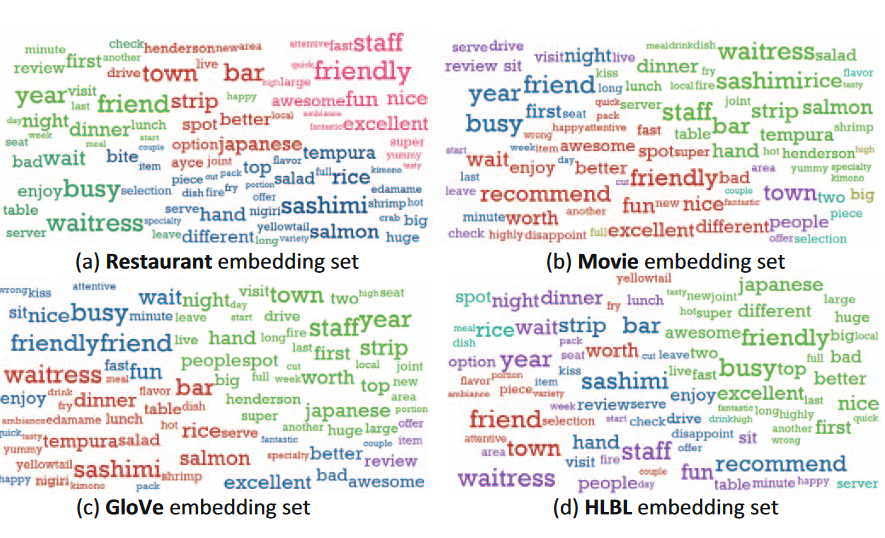 minute check henderson new area attentive fast staff
review first another live quick friendly
drive town bar high large
year visit last friend strip happy awesome fun nice
day night dinner lunch spot better local ambiance fantastic excellent
seat week meal start couple option japanese tempura super
bad wait bite item ayce joint top flavor yummy tasty
piece cut pack salad full rice kimono
enjoy busy selection dish fire fry portion offer edamame
table serve hand nigiri sashimi shrimp hot
waitress specialty yellowtail crab big
server leave different long variety salmon huge
(a) Restaurant embedding set
serve drive visit night live meal drink dish waitress salad
review sit kiss dinner fry flavor
year friend long lunch local fire sashimi rice tasty
first seat quick pack server staff joint strip salmon
busy wrong happy attentive fast table bar tempura shrimp
start week item awesome spot super hand hot henderson high
wait enjoy day better area yummy specialty
last cut friendly bad kimono
leave recommend couple town two big
fun new nice fantastic piece
minute worth another people
check highly disappoint full excellent different offer selection
(b) Movie embedding set
wrong kiss attentive wait night day visit town two high seat
sit nice busy minute leave start drive staff year
friendly friend live hand long fire last first strip
people spot cut local joint
waitress fast fun meal bar big full week worth top new
enjoy drink fry dinner flavor table dish henderson area
ambiance edamame lunch super japanese portion
quick tasty hot rice serve another huge large offer
yummy tempura salad fantastic couple item
yellowtail salmon specialty better review
happy nigiri sashimi kimono shrimp pack excellent bad awesome
(c) GloVe embedding set
yellowtail
spot night dinner fry lunch tasty new joint japanese large
hot super different huge
meal rice wait strip bar awesome friendly big local
dish pack
option year seat worth cut leave two full bad
flavor portion item kiss sashimi live fast busy top better
ambiance piece variety enjoy excellent last nice
week review serve fantastic long highly
friend selection start check drive drink high another first quick
attentive disappoint sit wrong
area town hand staff offer
visit fire couple fun recommend
waitress people day table minute happy server
(d) HLBL embedding set